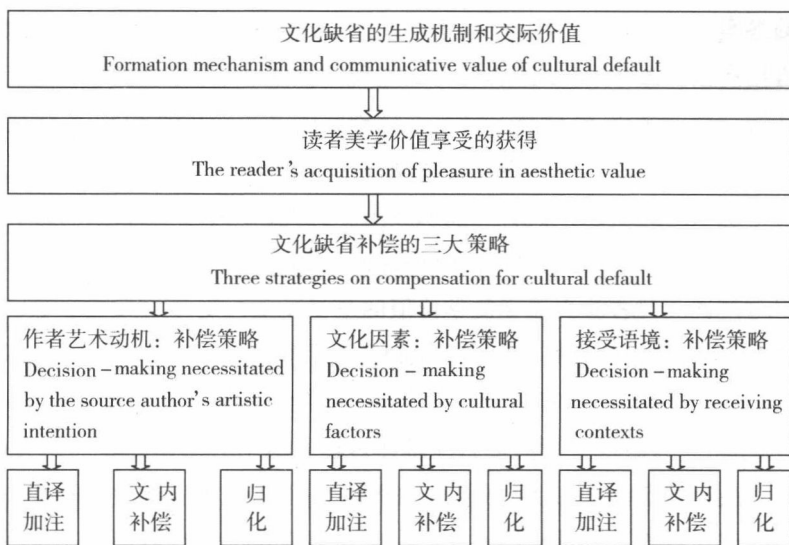 文化缺省的生成机制和交际价值
Formation mechanism and communicative value of cultural default
读者美学价值享受的获得
The reader's acquisition of pleasure in aesthetic value
文化缺省补偿的三大策略
Three strategies on compensation for cultural default
作者艺术动机：补偿策略
Decision-making necessitated
by the source author's artistic
intention
文化因素：补偿策略
Decision - making
necessitated by cultural
factors
接受语境：补偿策略
Decision-making
necessitated by receiving
contexts
直译
加注
文内
补偿
归
化
直译
加注
文内
补偿
归
化
直译
加注
文内
补偿
归
化